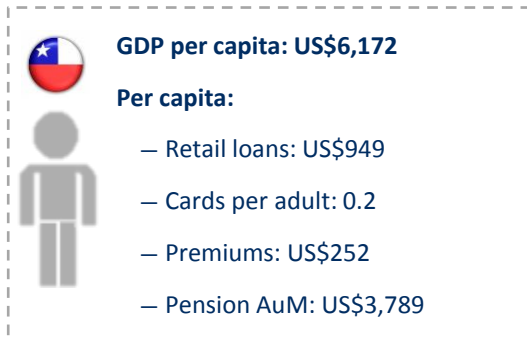 GDP per capita: US$6,172
Per capita:
— Retail loans: US$949
— Cards per adult: 0.2
— Premiums: US$252
— Pension AuM: US$3,789